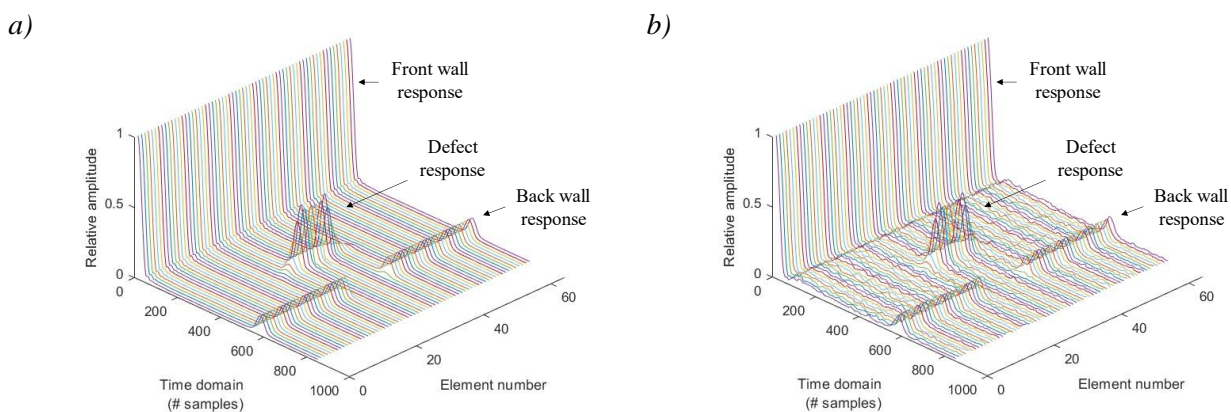 a)
Front wall
response
Defect
response
Back wall
response
Relative amplitude
1
0.5
0
0
200
400
600
800
1000
Time domain
(# samples)
0
20
40
60
Element number
b)
Front wall
response
Defect
response
Back wall
response
Relative amplitude
1
0.5
0
0
200
400
600
800
1000
Time domain
(# samples)
0
20
40
60
Element number